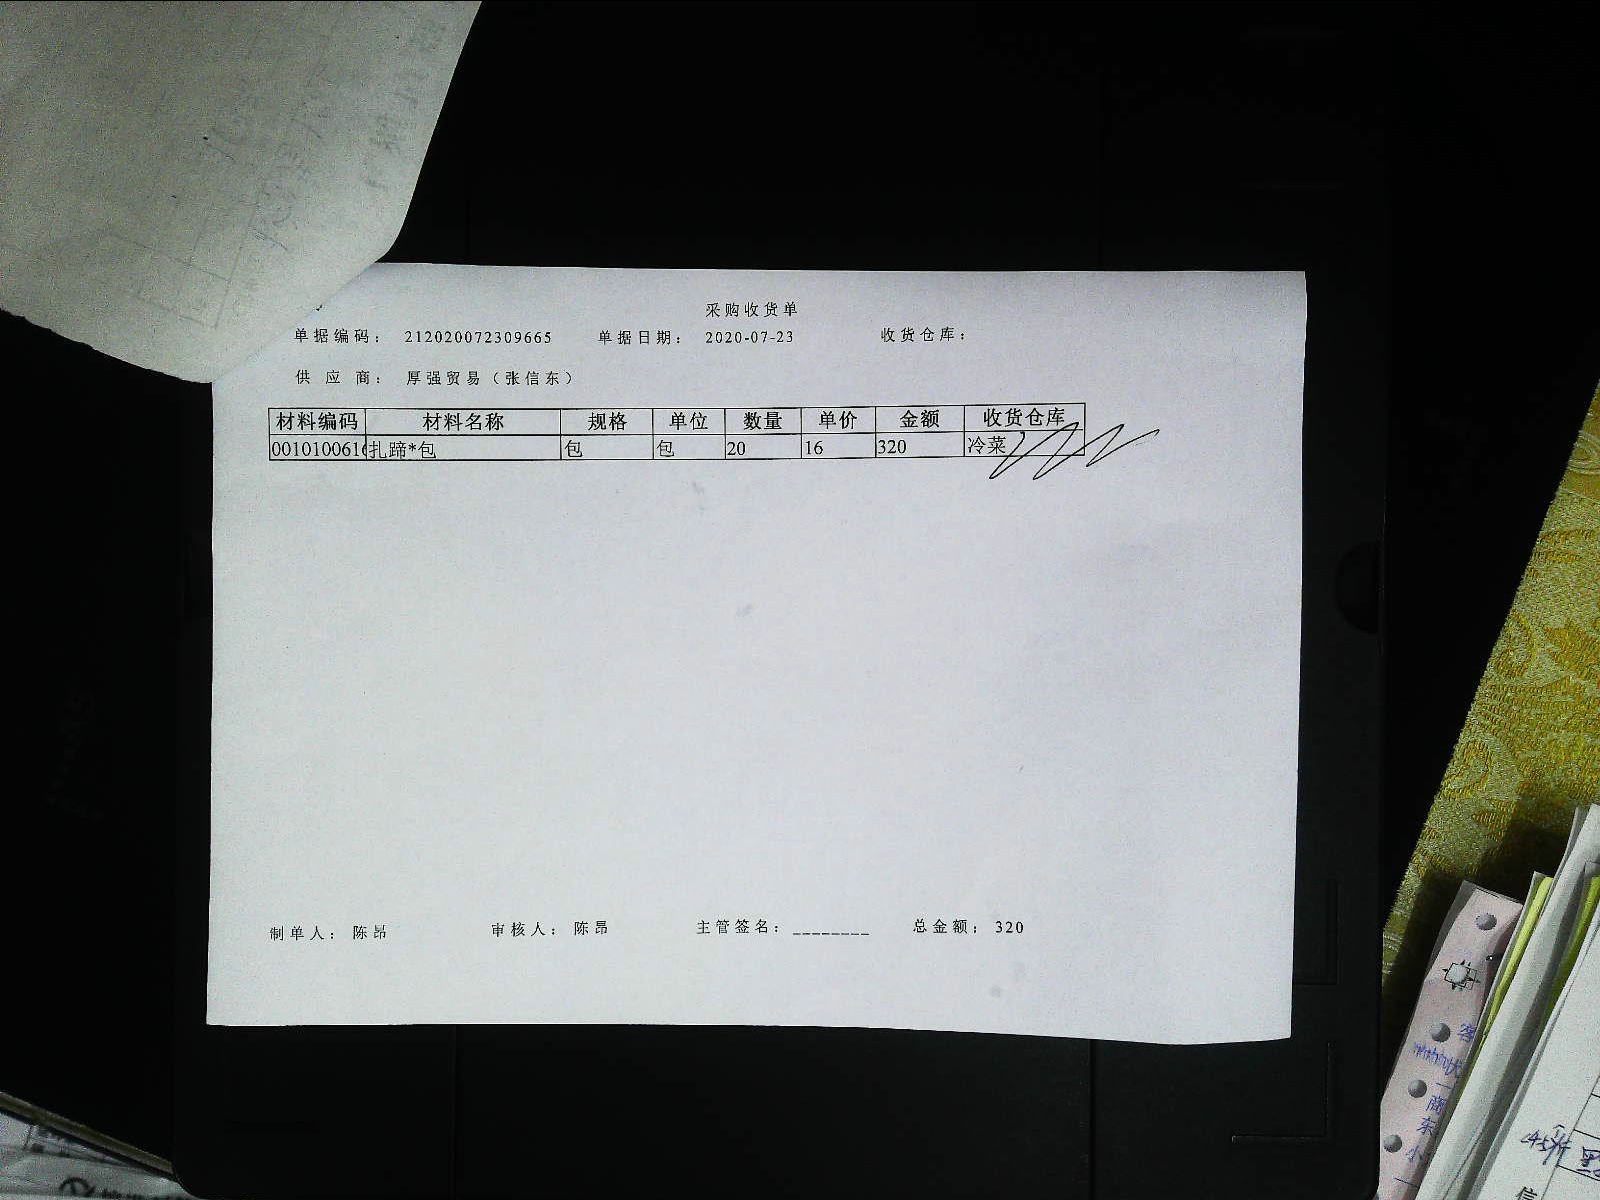 采购收货单
单据编码： 212020072309665 单据日期： 2020-07-23 收货仓库：
供 应 商： 厚强贸易（张信东）
材料编码 材料名称 规格 单位 数量 单价 金额 收货仓库
0010100616 扎蹄*包 包 包 20 16 320 冷菜
制单人： 陈昂 审核人： 陈昂 主管签名：________ 总金额： 320
商
东
小